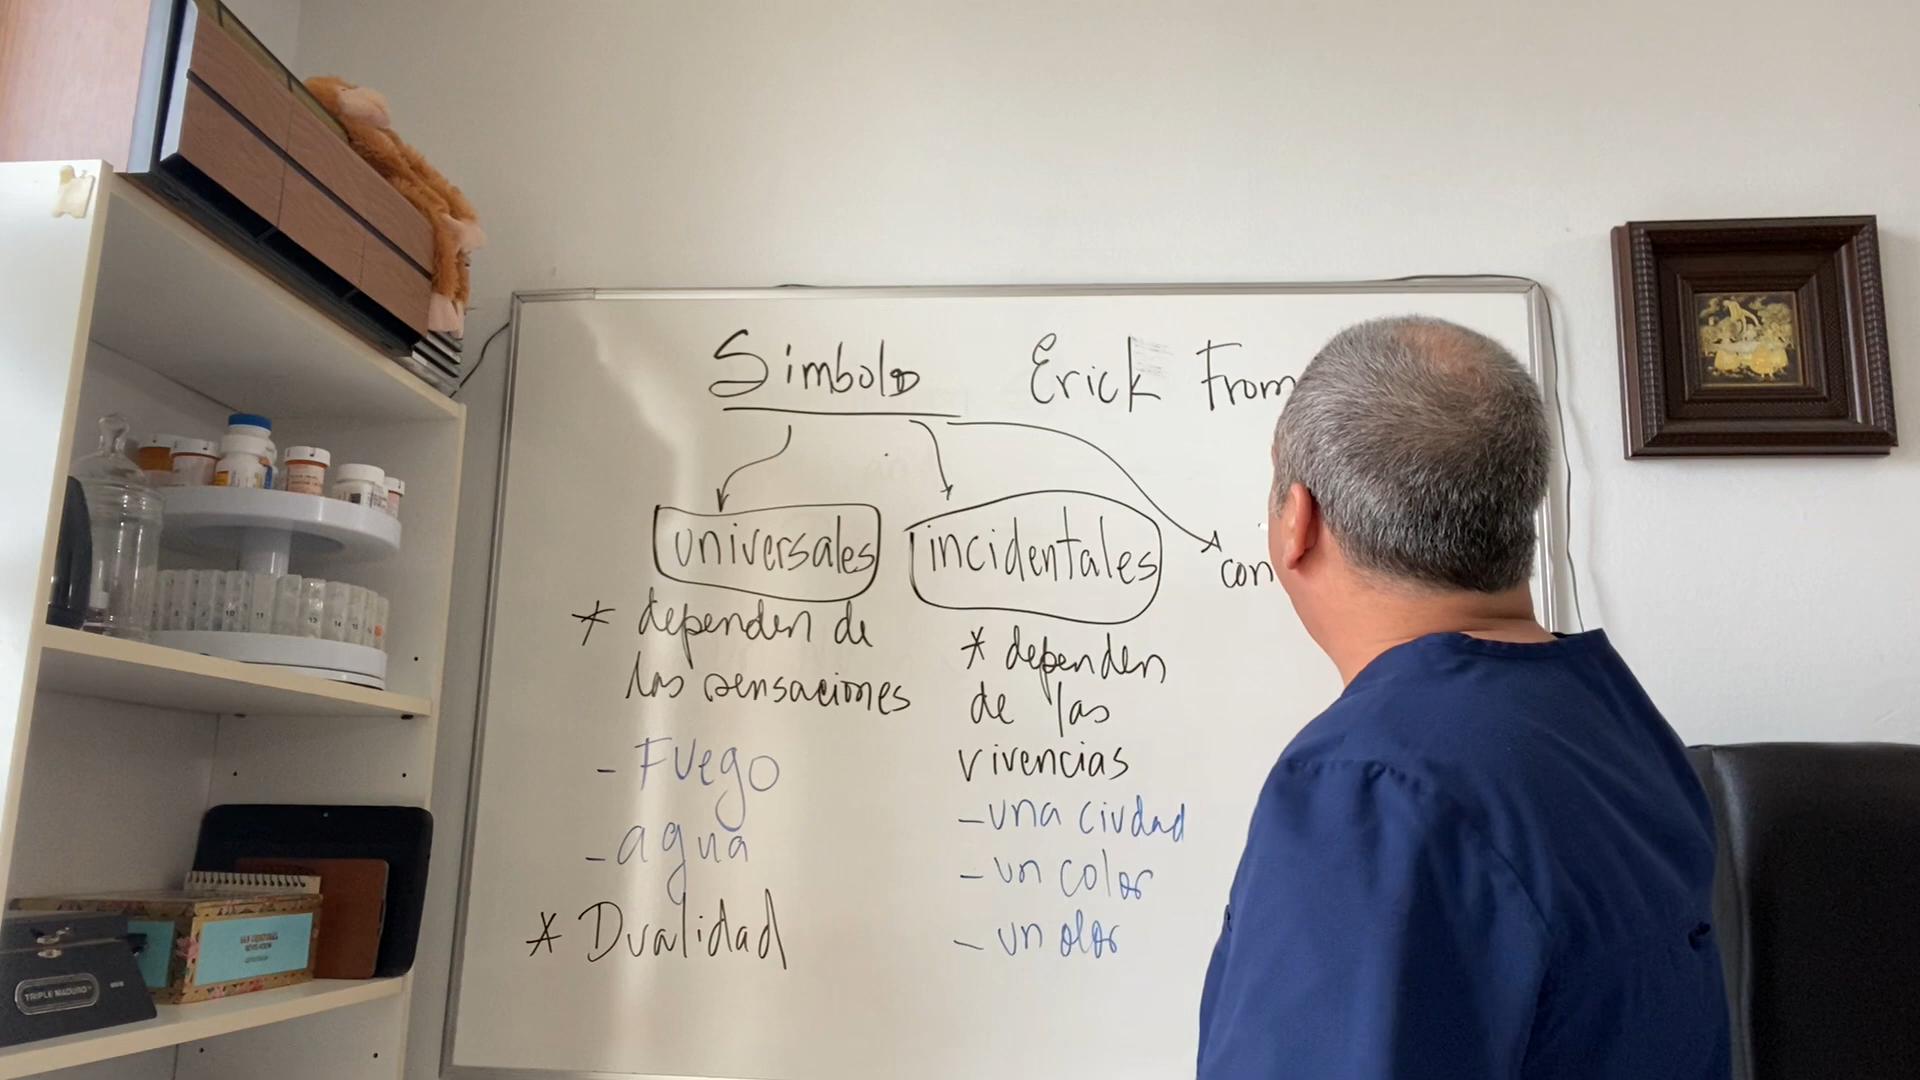 Simbolo Erick From
universales
incidentales
con
* dependen de
las sensaciones
- Fuego
- agua
* Dualidad
* dependen
de las
vivencias
- una ciudad
- un color
- un olor
TRIPLE MADURO